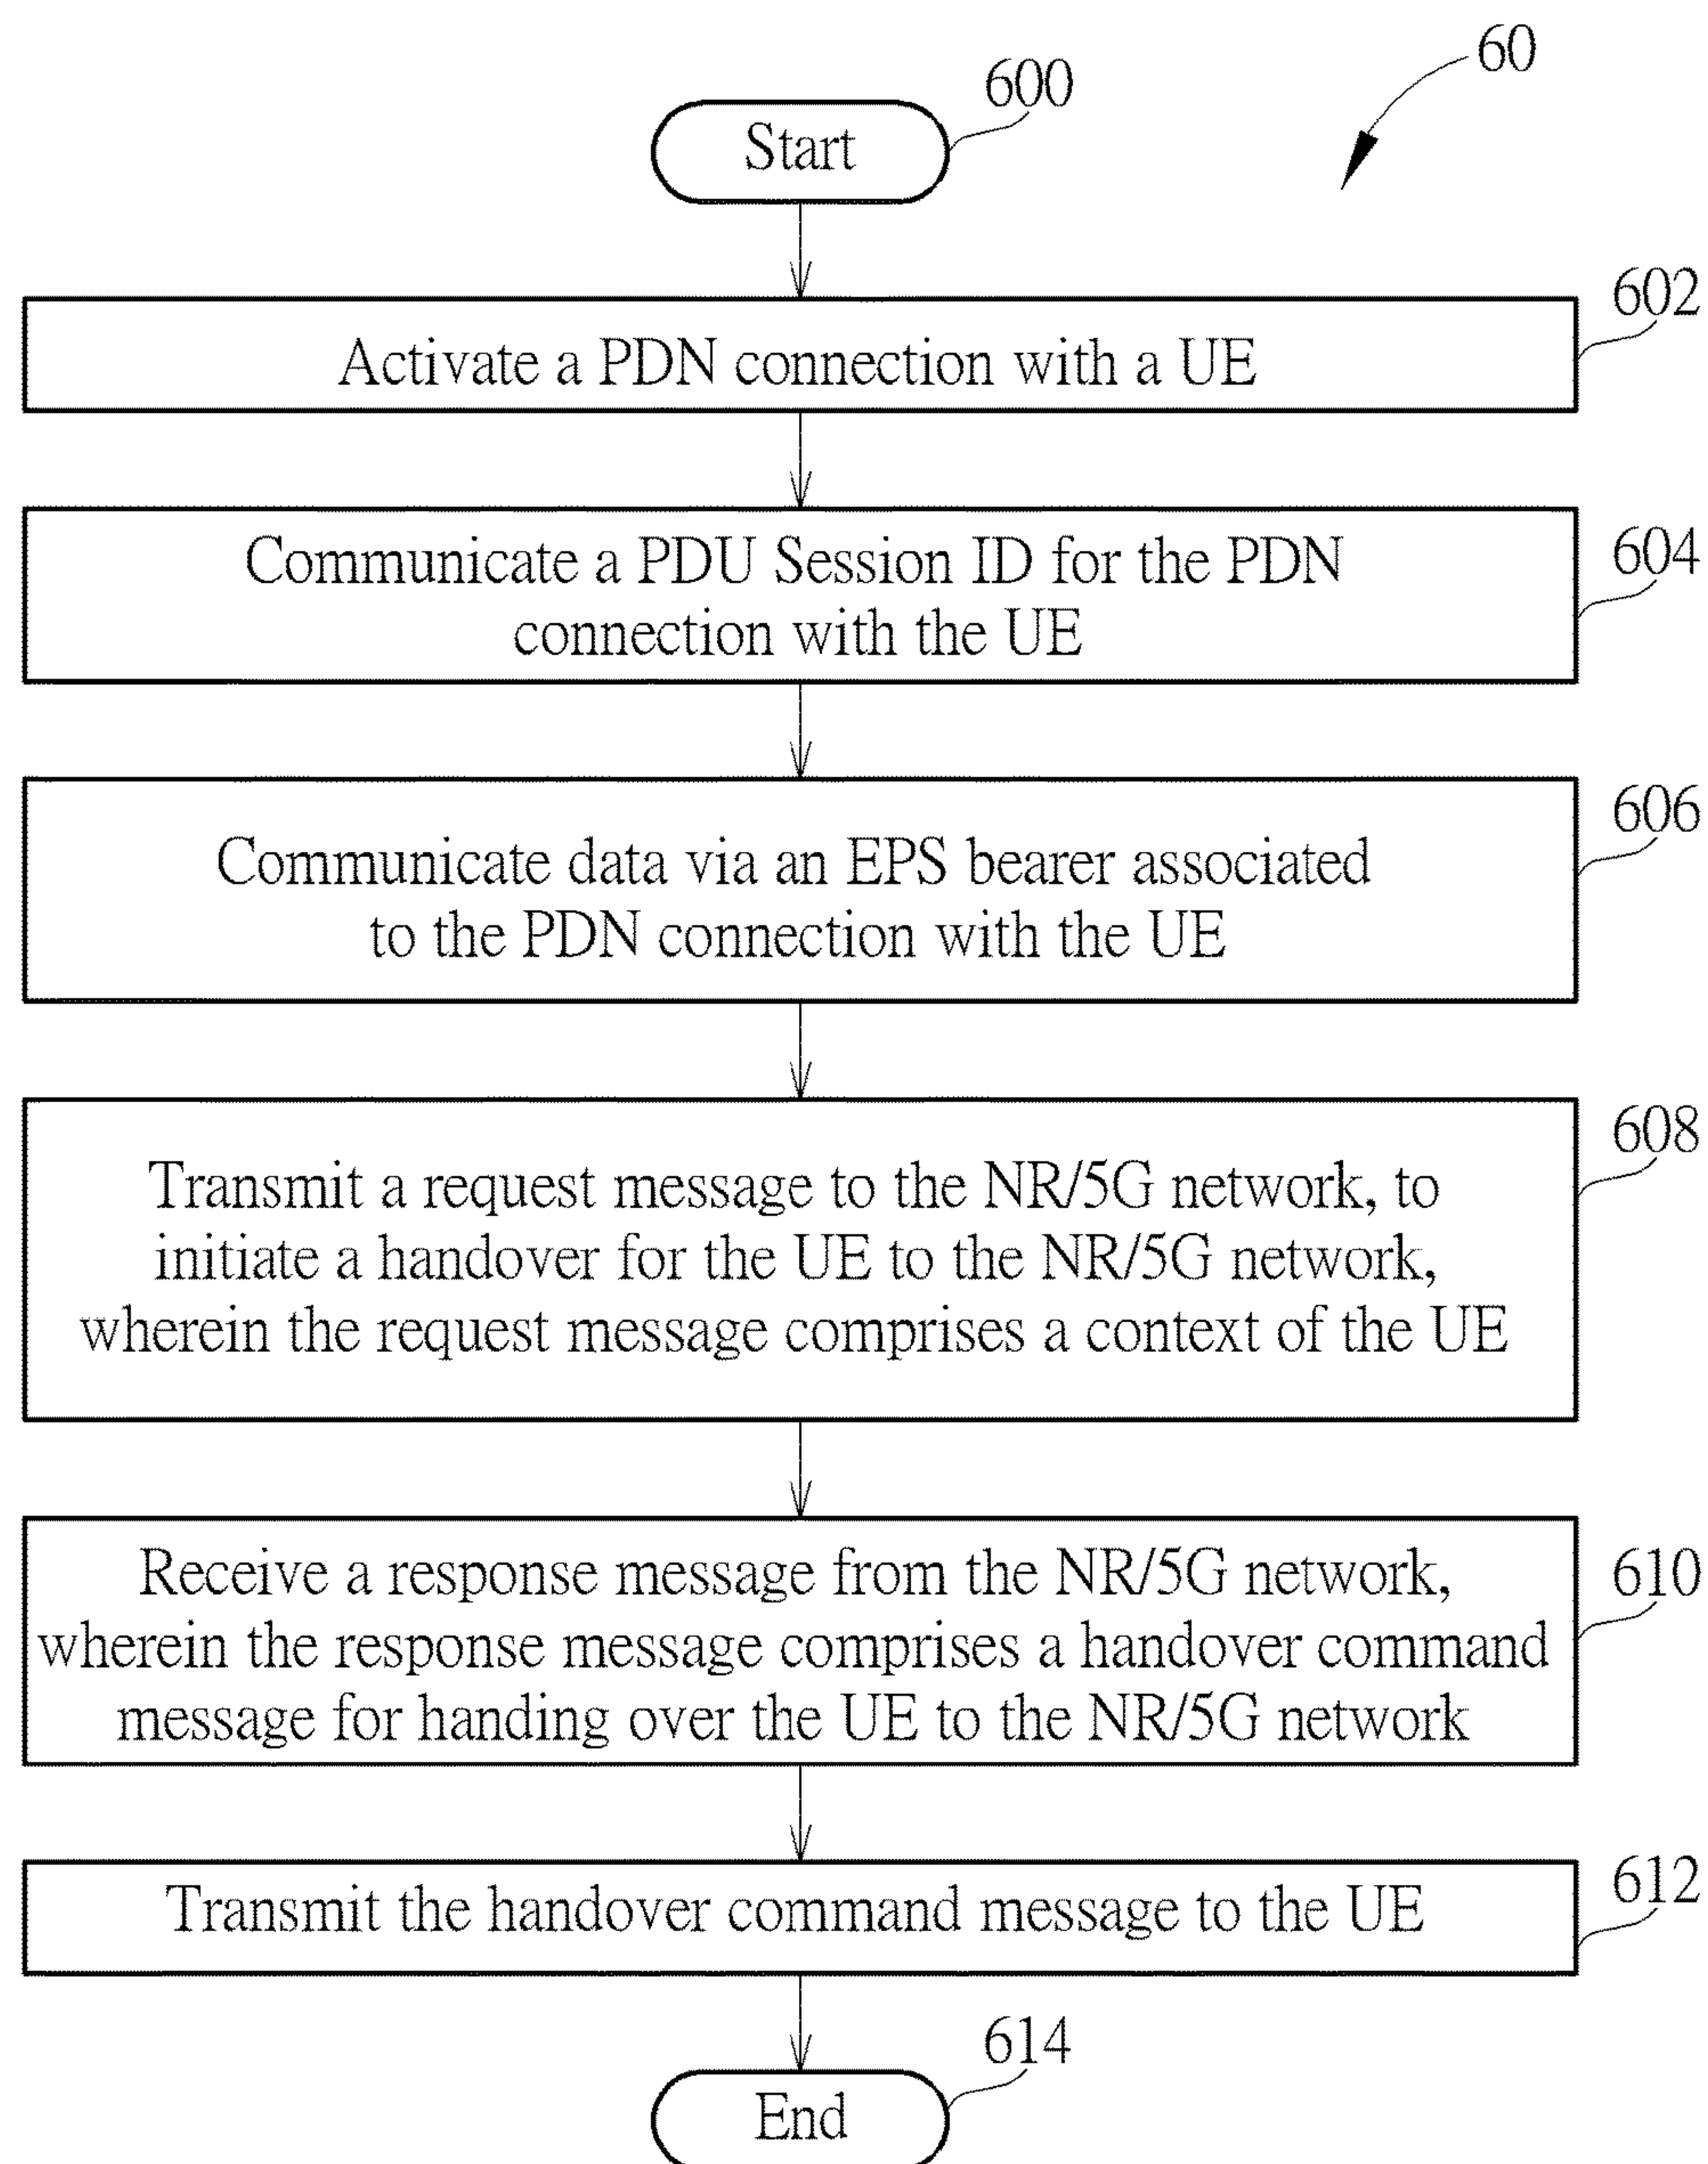 60
600
Start
602
Activate a PDN connection with a UE
604
Communicate a PDU Session ID for the PDN
connection with the UE
606
Communicate data via an EPS bearer associated
to the PDN connection with the UE
608
Transmit a request message to the NR/5G network, to
initiate a handover for the UE to the NR/5G network,
wherein the request message comprises a context of the UE
610
Receive a response message from the NR/5G network,
wherein the response message comprises a handover command
message for handing over the UE to the NR/5G network
612
Transmit the handover command message to the UE
614
End